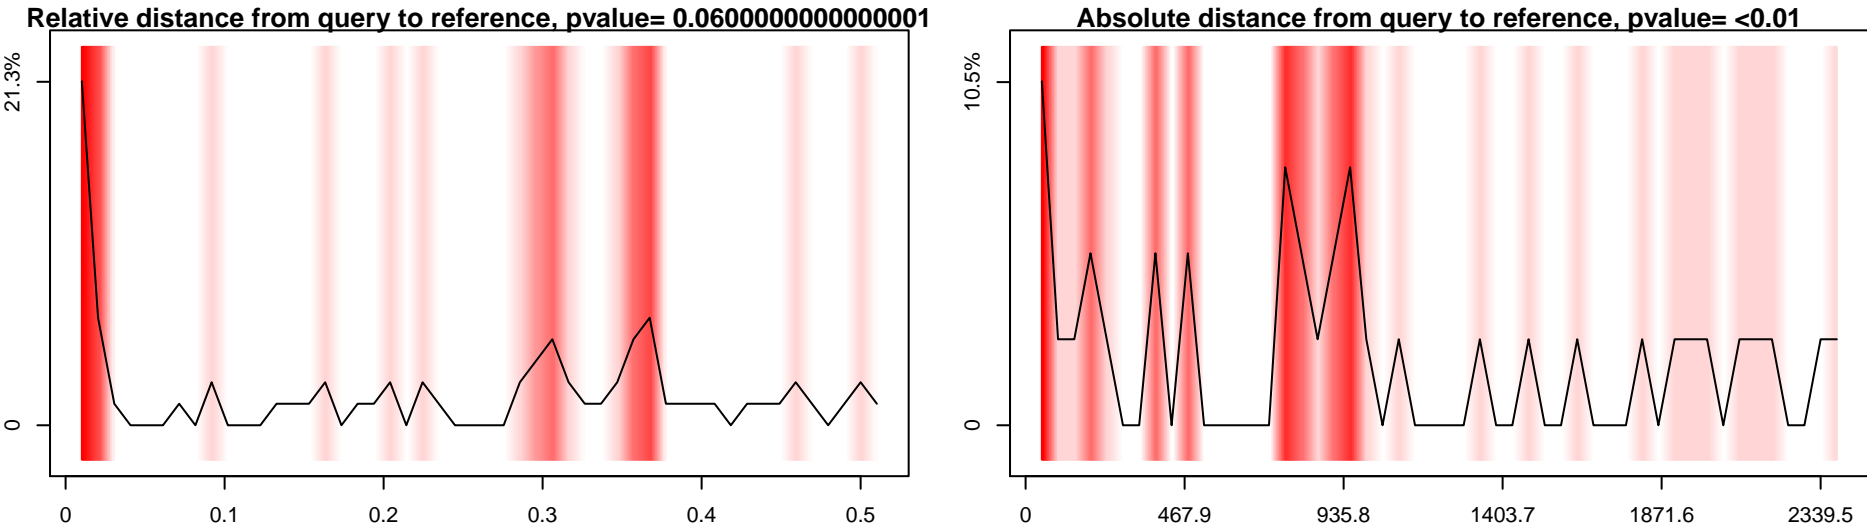 Relative distance from query to reference, pvalue= 0.0600000000000001
21.3%
0
0 0.1 0.2 0.3 0.4 0.5
Absolute distance from query to reference, pvalue= <0.01
10.5%
0
0 467.9 935.8 1403.7 1871.6 2339.5